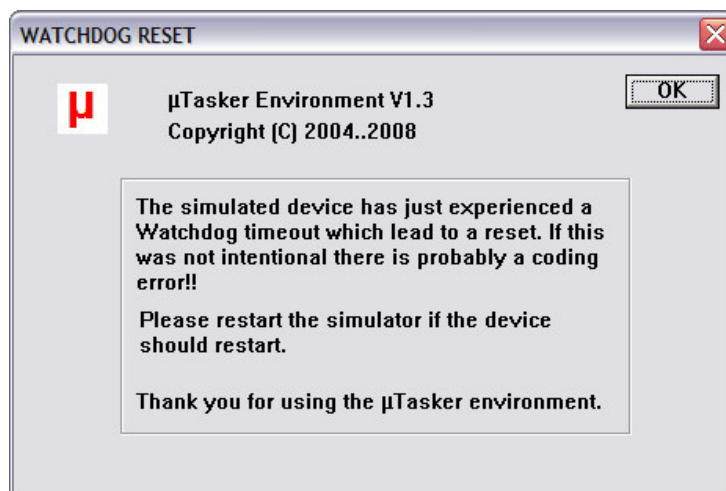 WATCHDOG RESET
µ
µTasker Environment V1.3
Copyright (C) 2004..2008
OK
The simulated device has just experienced a
Watchdog timeout which lead to a reset. If this
was not intentional there is probably a coding
error!!
Please restart the simulator if the device
should restart.
Thank you for using the µTasker environment.